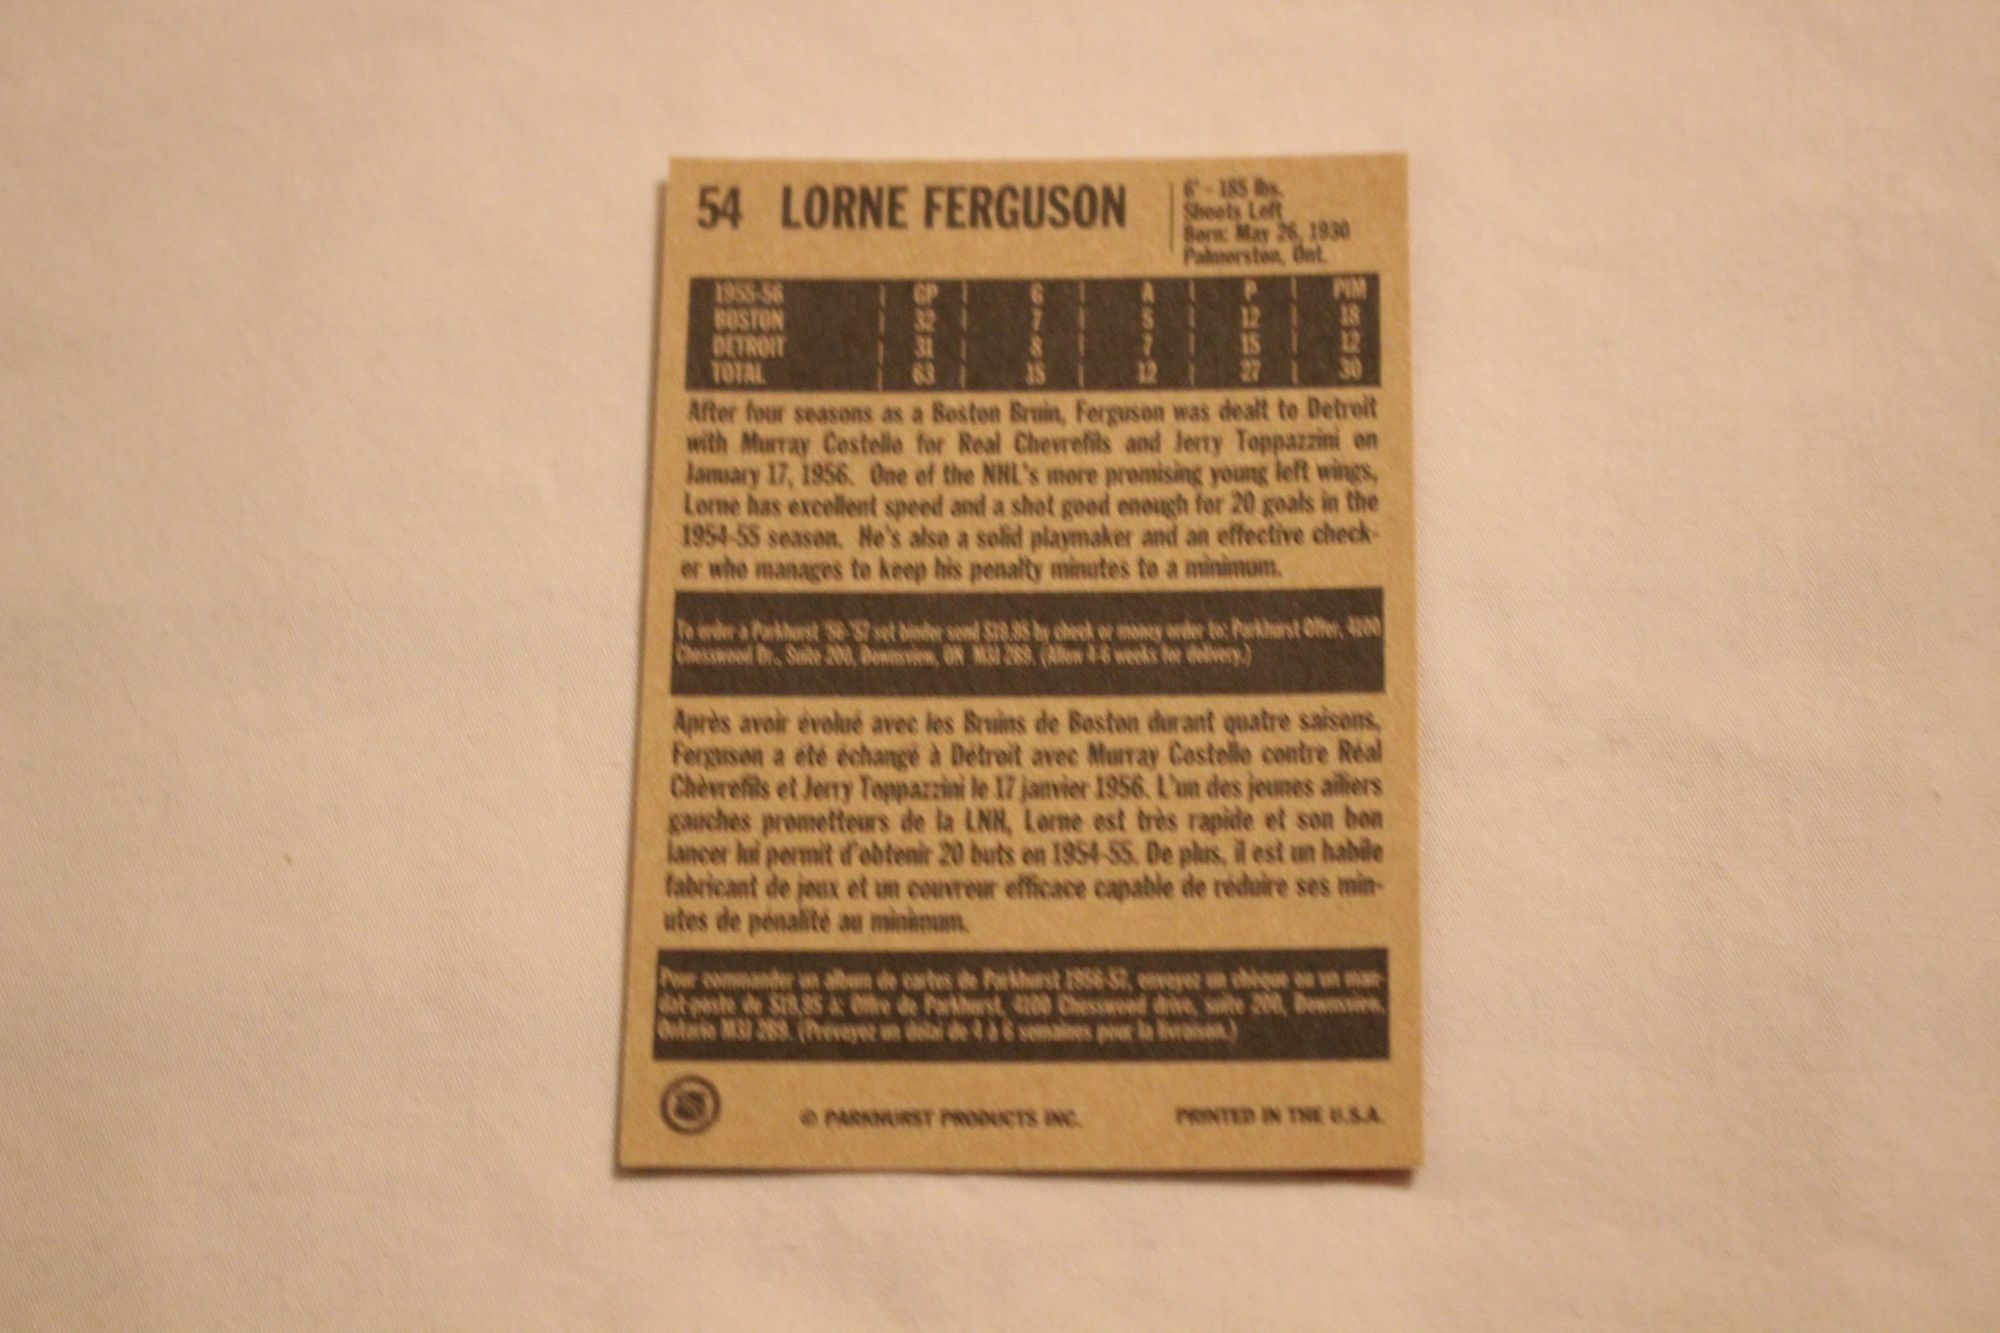 54 LORNE FERGUSON
6' - 185 lbs.
Shoots Left
Born: May 26, 1930
Palmerston, Ont.
1955-56 GP G A P PIM
BOSTON 32 7 5 12 18
DETROIT 31 8 7 15 12
TOTAL 63 15 12 27 30
After four seasons as a Boston Bruin, Ferguson was dealt to Detroit
with Murray Costello for Real Chevrefils and Jerry Toppazzini on
January 17, 1956. One of the NHL's more promising young left wings,
Lorne has excellent speed and a shot good enough for 20 goals in the
1954-55 season. He's also a solid playmaker and an effective check-
er who manages to keep his penalty minutes to a minimum.
To order a Parkhurst '56-'57 set binder send $19.95 by check or money order to: Parkhurst Offer, 4100
Chesswood Dr., Suite 200, Downsview, ON M3J 2B9. (Allow 4-6 weeks for delivery.)
Après avoir évolué avec les Bruins de Boston durant quatre saisons,
Ferguson a été échangé à Détroit avec Murray Costello contre Réal
Chèvrefils et Jerry Toppazzini le 17 janvier 1956. L'un des jeunes ailiers
gauches prometteurs de la LNH, Lorne est très rapide et son bon
lancer lui permit d'obtenir 20 buts en 1954-55. De plus, il est un habile
fabricant de jeux et un couvreur efficace capable de réduire ses min-
utes de pénalité au minimum.
Pour commander un album de cartes de Parkhurst 1956-57, envoyez un chèque ou un man-
dat-poste de $19,95 à: Offre de Parkhurst, 4100 Chesswood drive, suite 200, Downsview,
Ontario M3J 2B9. (Prévoyez un délai de 4 à 6 semaines pour la livraison.)
© PARKHURST PRODUCTS INC. PRINTED IN THE U.S.A.